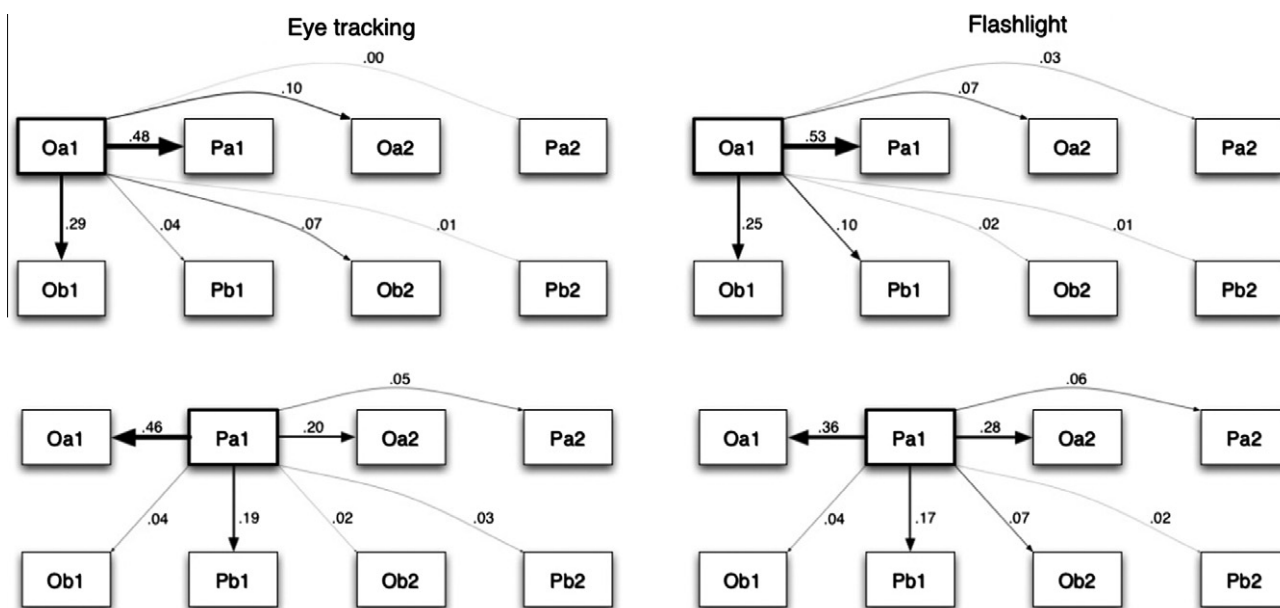 Eye tracking
Flashlight
.00
.10
Oa1
.48
Pa1
Oa2
Pa2
.29
.04
.07
.01
Ob1
Pb1
Ob2
Pb2
.03
.07
Oa1
.53
Pa1
Oa2
Pa2
.25
.10
.02
.01
Ob1
Pb1
Ob2
Pb2
.05
Oa1
.46
Pa1
.20
Oa2
Pa2
.04
.19
.02
.03
Ob1
Pb1
Ob2
Pb2
.06
Oa1
.36
Pa1
.28
Oa2
Pa2
.04
.17
.07
.02
Ob1
Pb1
Ob2
Pb2